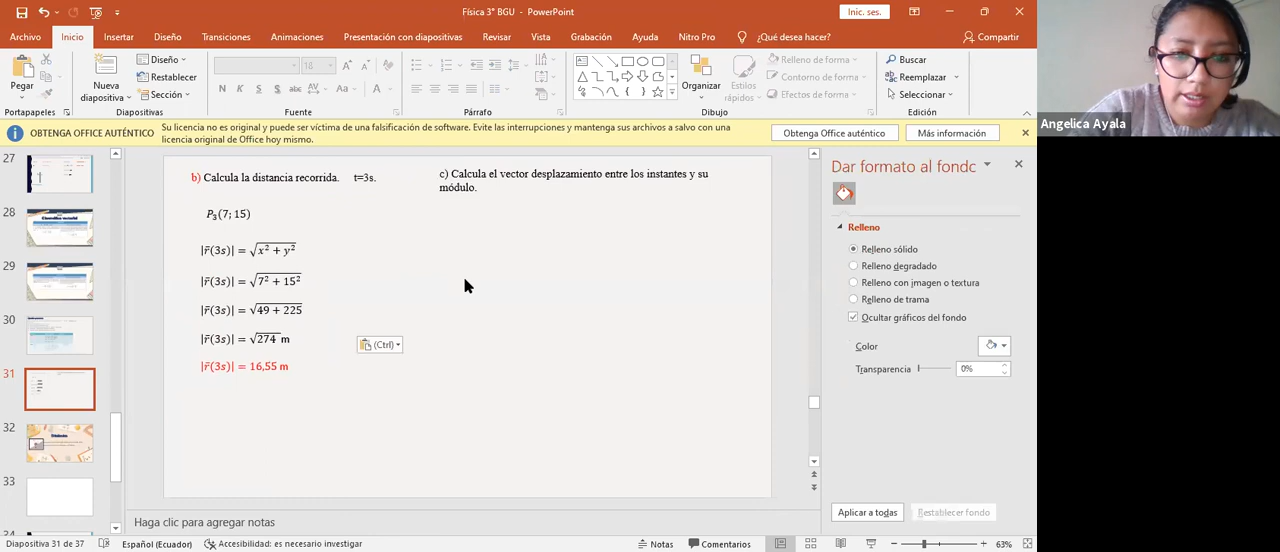 Física 3° BGU - PowerPoint
Inic. ses.
Archivo Inicio Insertar Diseño Transiciones Animaciones Presentación con diapositivas Revisar Vista Grabación Ayuda Nitro Pro ¿Qué desea hacer? Compartir
Pegar
Nueva diapositiva
Diseño
Restablecer
Sección
18
Organizar
Estilos rápidos
Relleno de forma
Contorno de forma
Efectos de forma
Buscar
Reemplazar
Seleccionar
Portapapeles Diapositivas Fuente Párrafo Dibujo Edición
OBTENGA OFFICE AUTÉNTICO Su licencia no es original y puede ser víctima de una falsificación de software. Evite las interrupciones y mantenga sus archivos a salvo con una
licencia original de Office hoy mismo.
Obtenga Office auténtico Más información
Angelica Ayala
27
28
29
30
31
32
33
b) Calcula la distancia recorrida. t=3s.
P₃(7; 15)
|r̄(3s)| = √(x² + y²)
|r̄(3s)| = √(7² + 15²)
|r̄(3s)| = √(49 + 225)
|r̄(3s)| = √274 m
|r̄(3s)| = 16,55 m
(Ctrl)
c) Calcula el vector desplazamiento entre los instantes y su
módulo.
Dar formato al fondo
Relleno
Relleno sólido
Relleno degradado
Relleno con imagen o textura
Relleno de trama
Ocultar gráficos del fondo
Color
Transparencia 0%
Aplicar a todas Restablecer fondo
Haga clic para agregar notas
Diapositiva 31 de 37 Español (Ecuador) Accesibilidad: es necesario investigar Notas Comentarios 63%